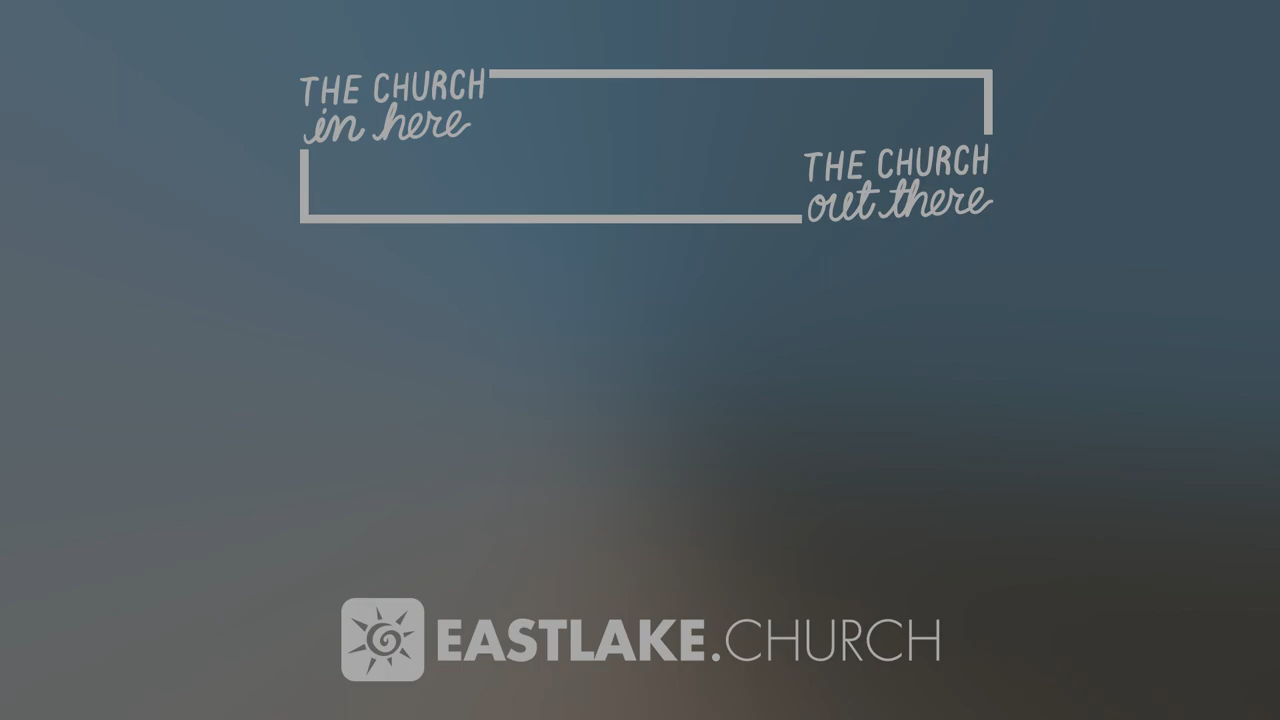 THE CHURCH
in here
THE CHURCH
out there
EASTLAKE.CHURCH